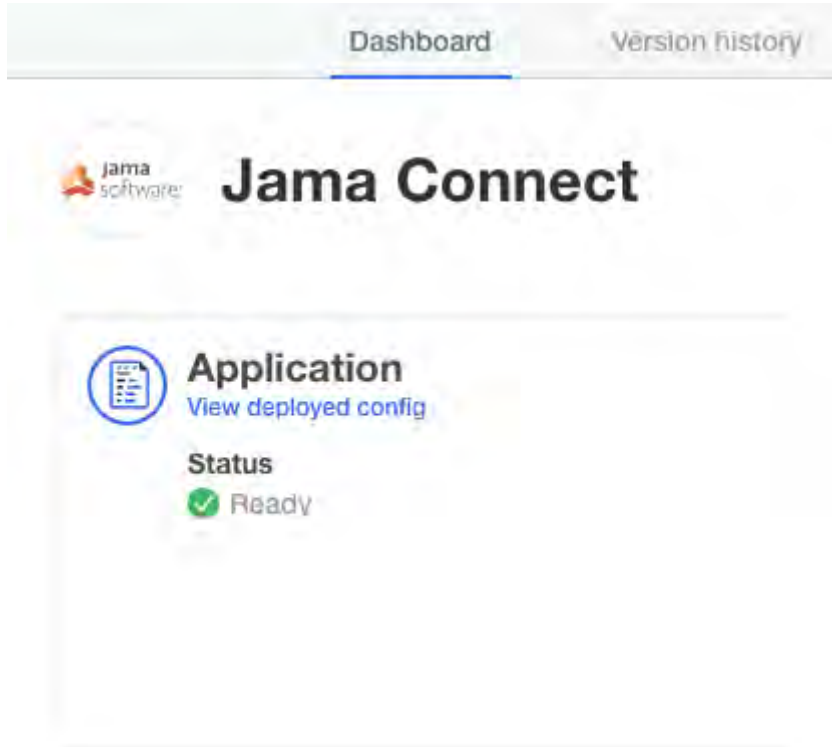 Dashboard Version history
jama
software
Jama Connect
Application
View deployed config
Status
Ready